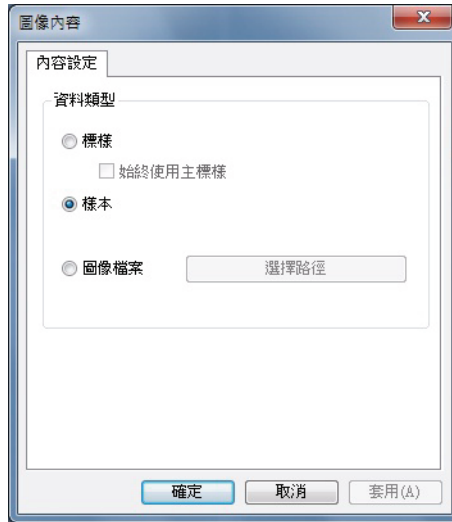 圖像內容
內容設定
資料類型
標樣
始終使用主標樣
樣本
圖像檔案
選擇路徑
確定 取消 套用(A)